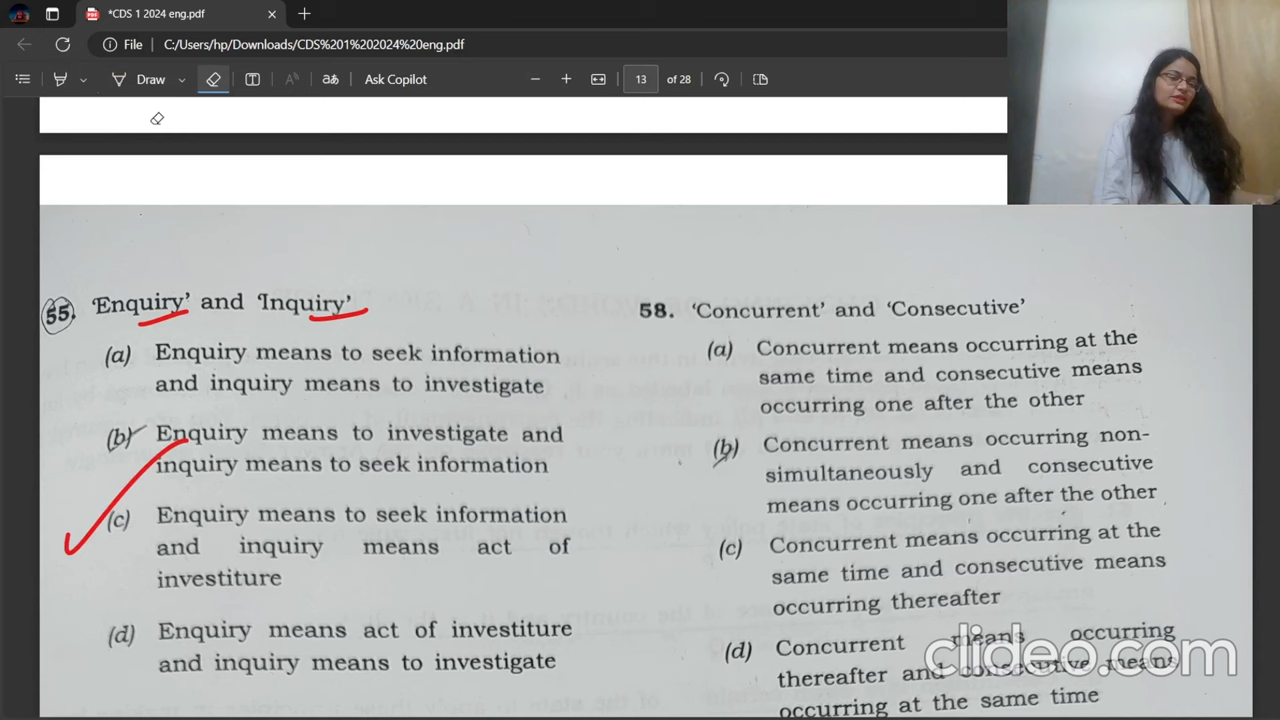 *CDS 1 2024 eng.pdf
File
C:/Users/hp/Downloads/CDS%201%202024%20eng.pdf
Draw
Ask Copilot
13
of 28
55. 'Enquiry' and 'Inquiry'
(a) Enquiry means to seek information
and inquiry means to investigate
(b) Enquiry means to investigate and
inquiry means to seek information
(c) Enquiry means to seek information
and inquiry means act of
investiture
(d) Enquiry means act of investiture
and inquiry means to investigate
58. 'Concurrent' and 'Consecutive'
(a) Concurrent means occurring at the
same time and consecutive means
occurring one after the other
(b) Concurrent means occurring non-
simultaneously and consecutive
means occurring one after the other
(c) Concurrent means occurring at the
same time and consecutive means
occurring thereafter
(d) Concurrent means occurring
thereafter and consecutive means
occurring at the same time
clideo.com